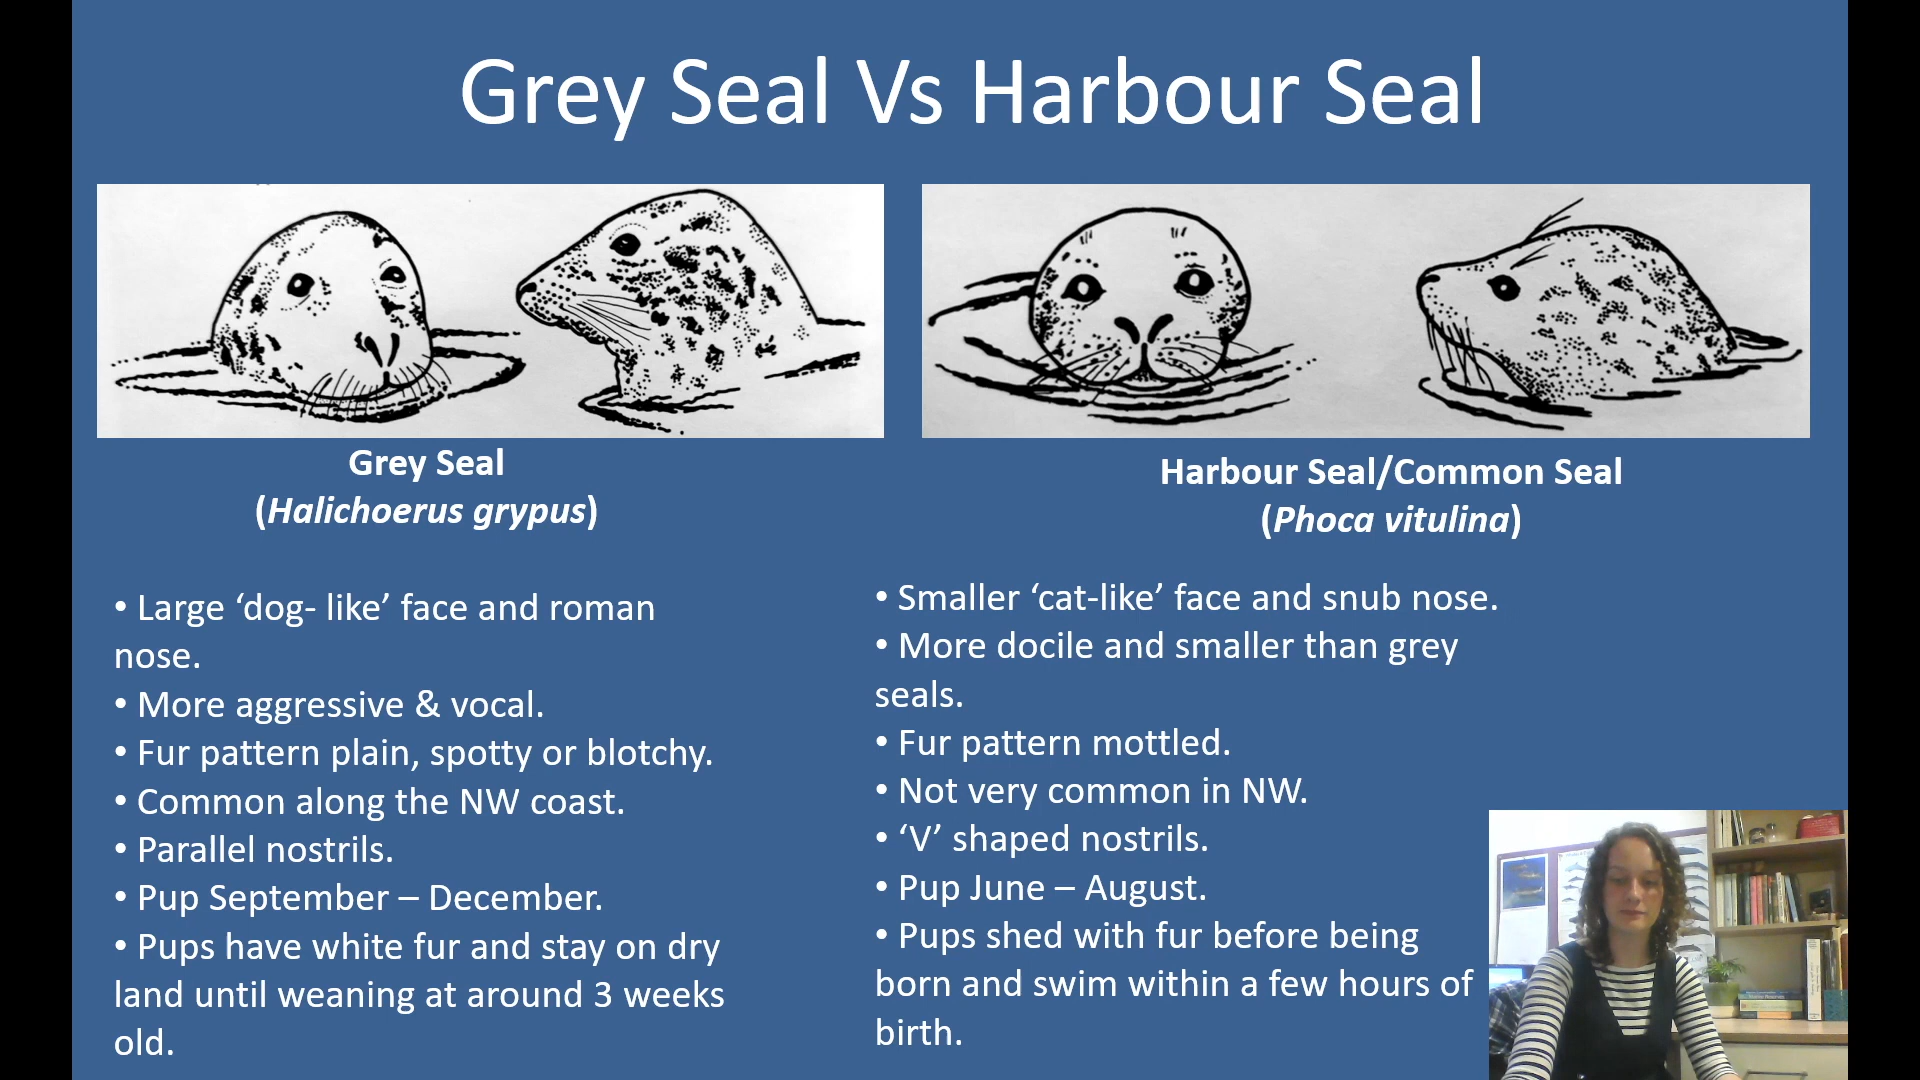 Grey Seal Vs Harbour Seal
Grey Seal
(Halichoerus grypus)
• Large ‘dog- like’ face and roman
nose.
• More aggressive & vocal.
• Fur pattern plain, spotty or blotchy.
• Common along the NW coast.
• Parallel nostrils.
• Pup September – December.
• Pups have white fur and stay on dry
land until weaning at around 3 weeks
old.
Harbour Seal/Common Seal
(Phoca vitulina)
• Smaller ‘cat-like’ face and snub nose.
• More docile and smaller than grey
seals.
• Fur pattern mottled.
• Not very common in NW.
• ‘V’ shaped nostrils.
• Pup June – August.
• Pups shed with fur before being
born and swim within a few hours of
birth.